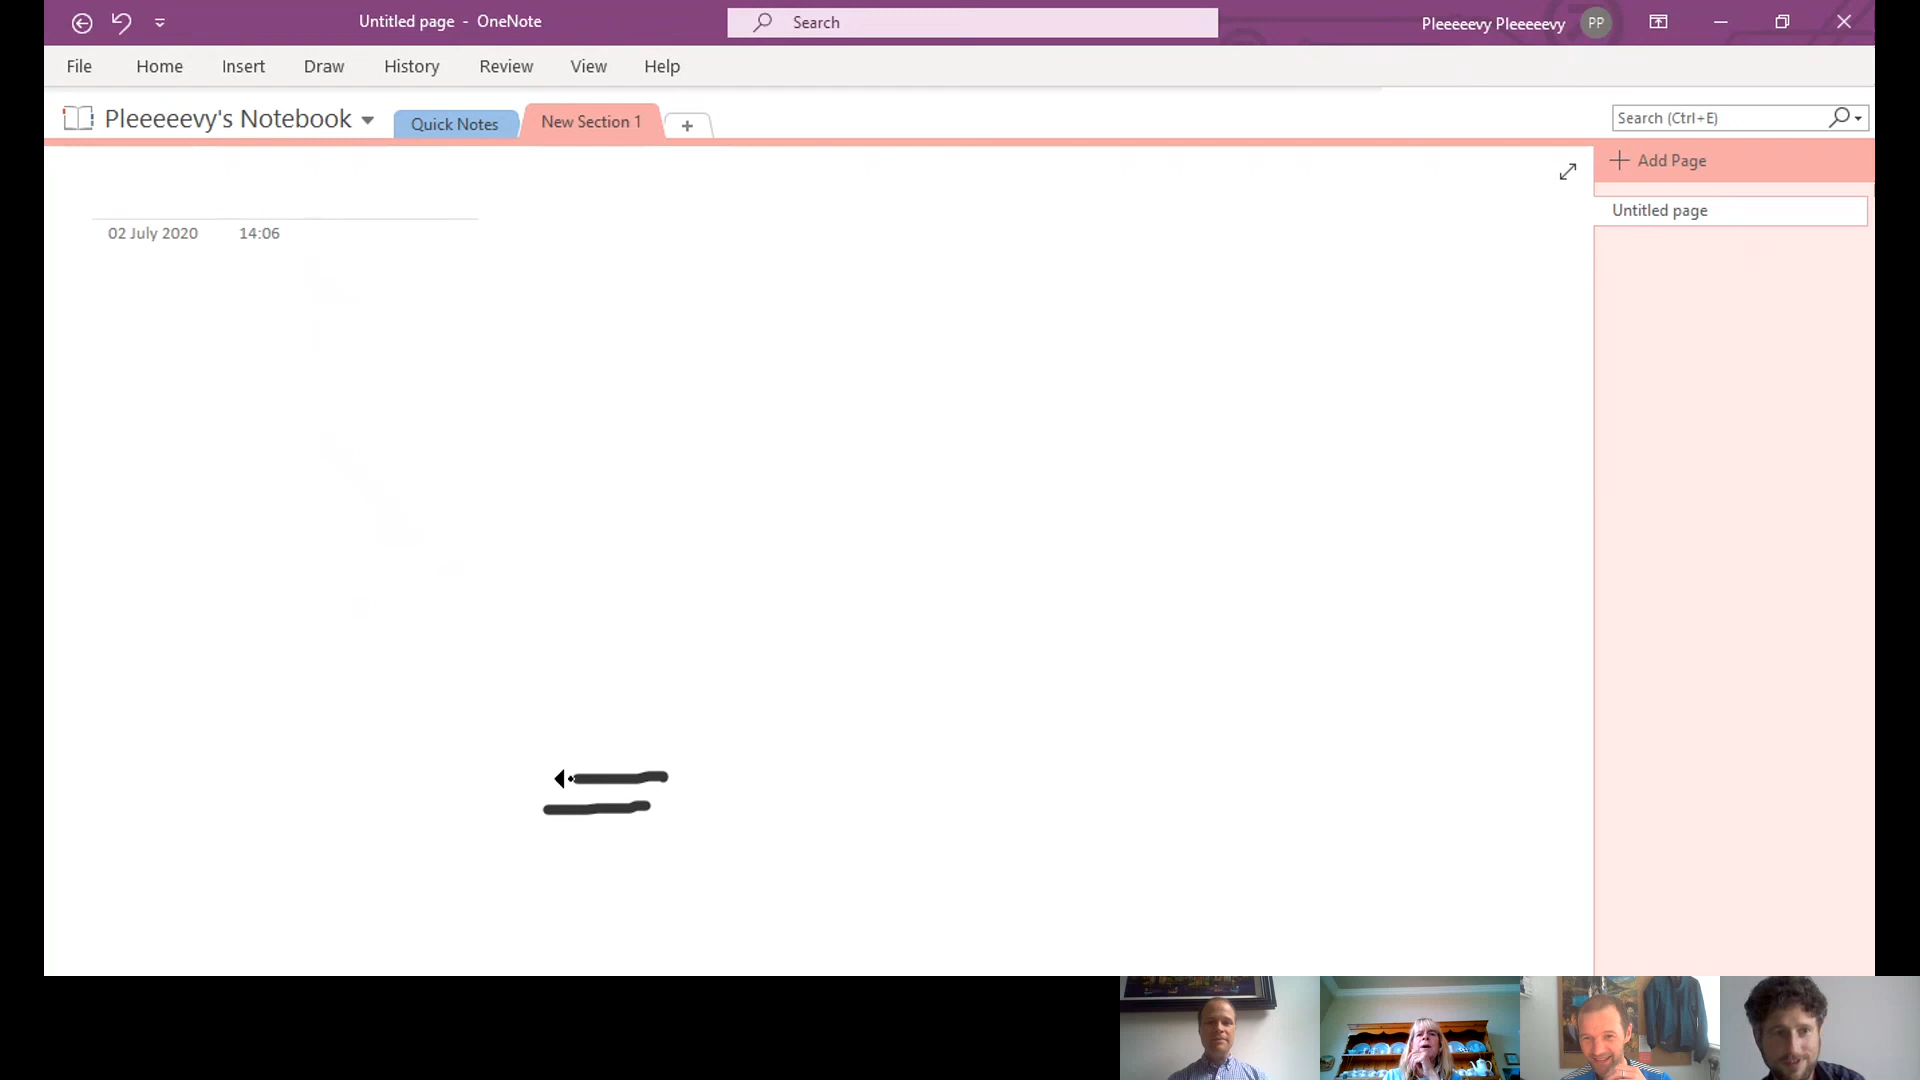 Untitled page - OneNote
Search
Pleeeeevy Pleeeeevy
PP
File
Home
Insert
Draw
History
Review
View
Help
Pleeeeevy's Notebook
Quick Notes
New Section 1
Search (Ctrl+E)
Add Page
Untitled page
02 July 2020 14:06